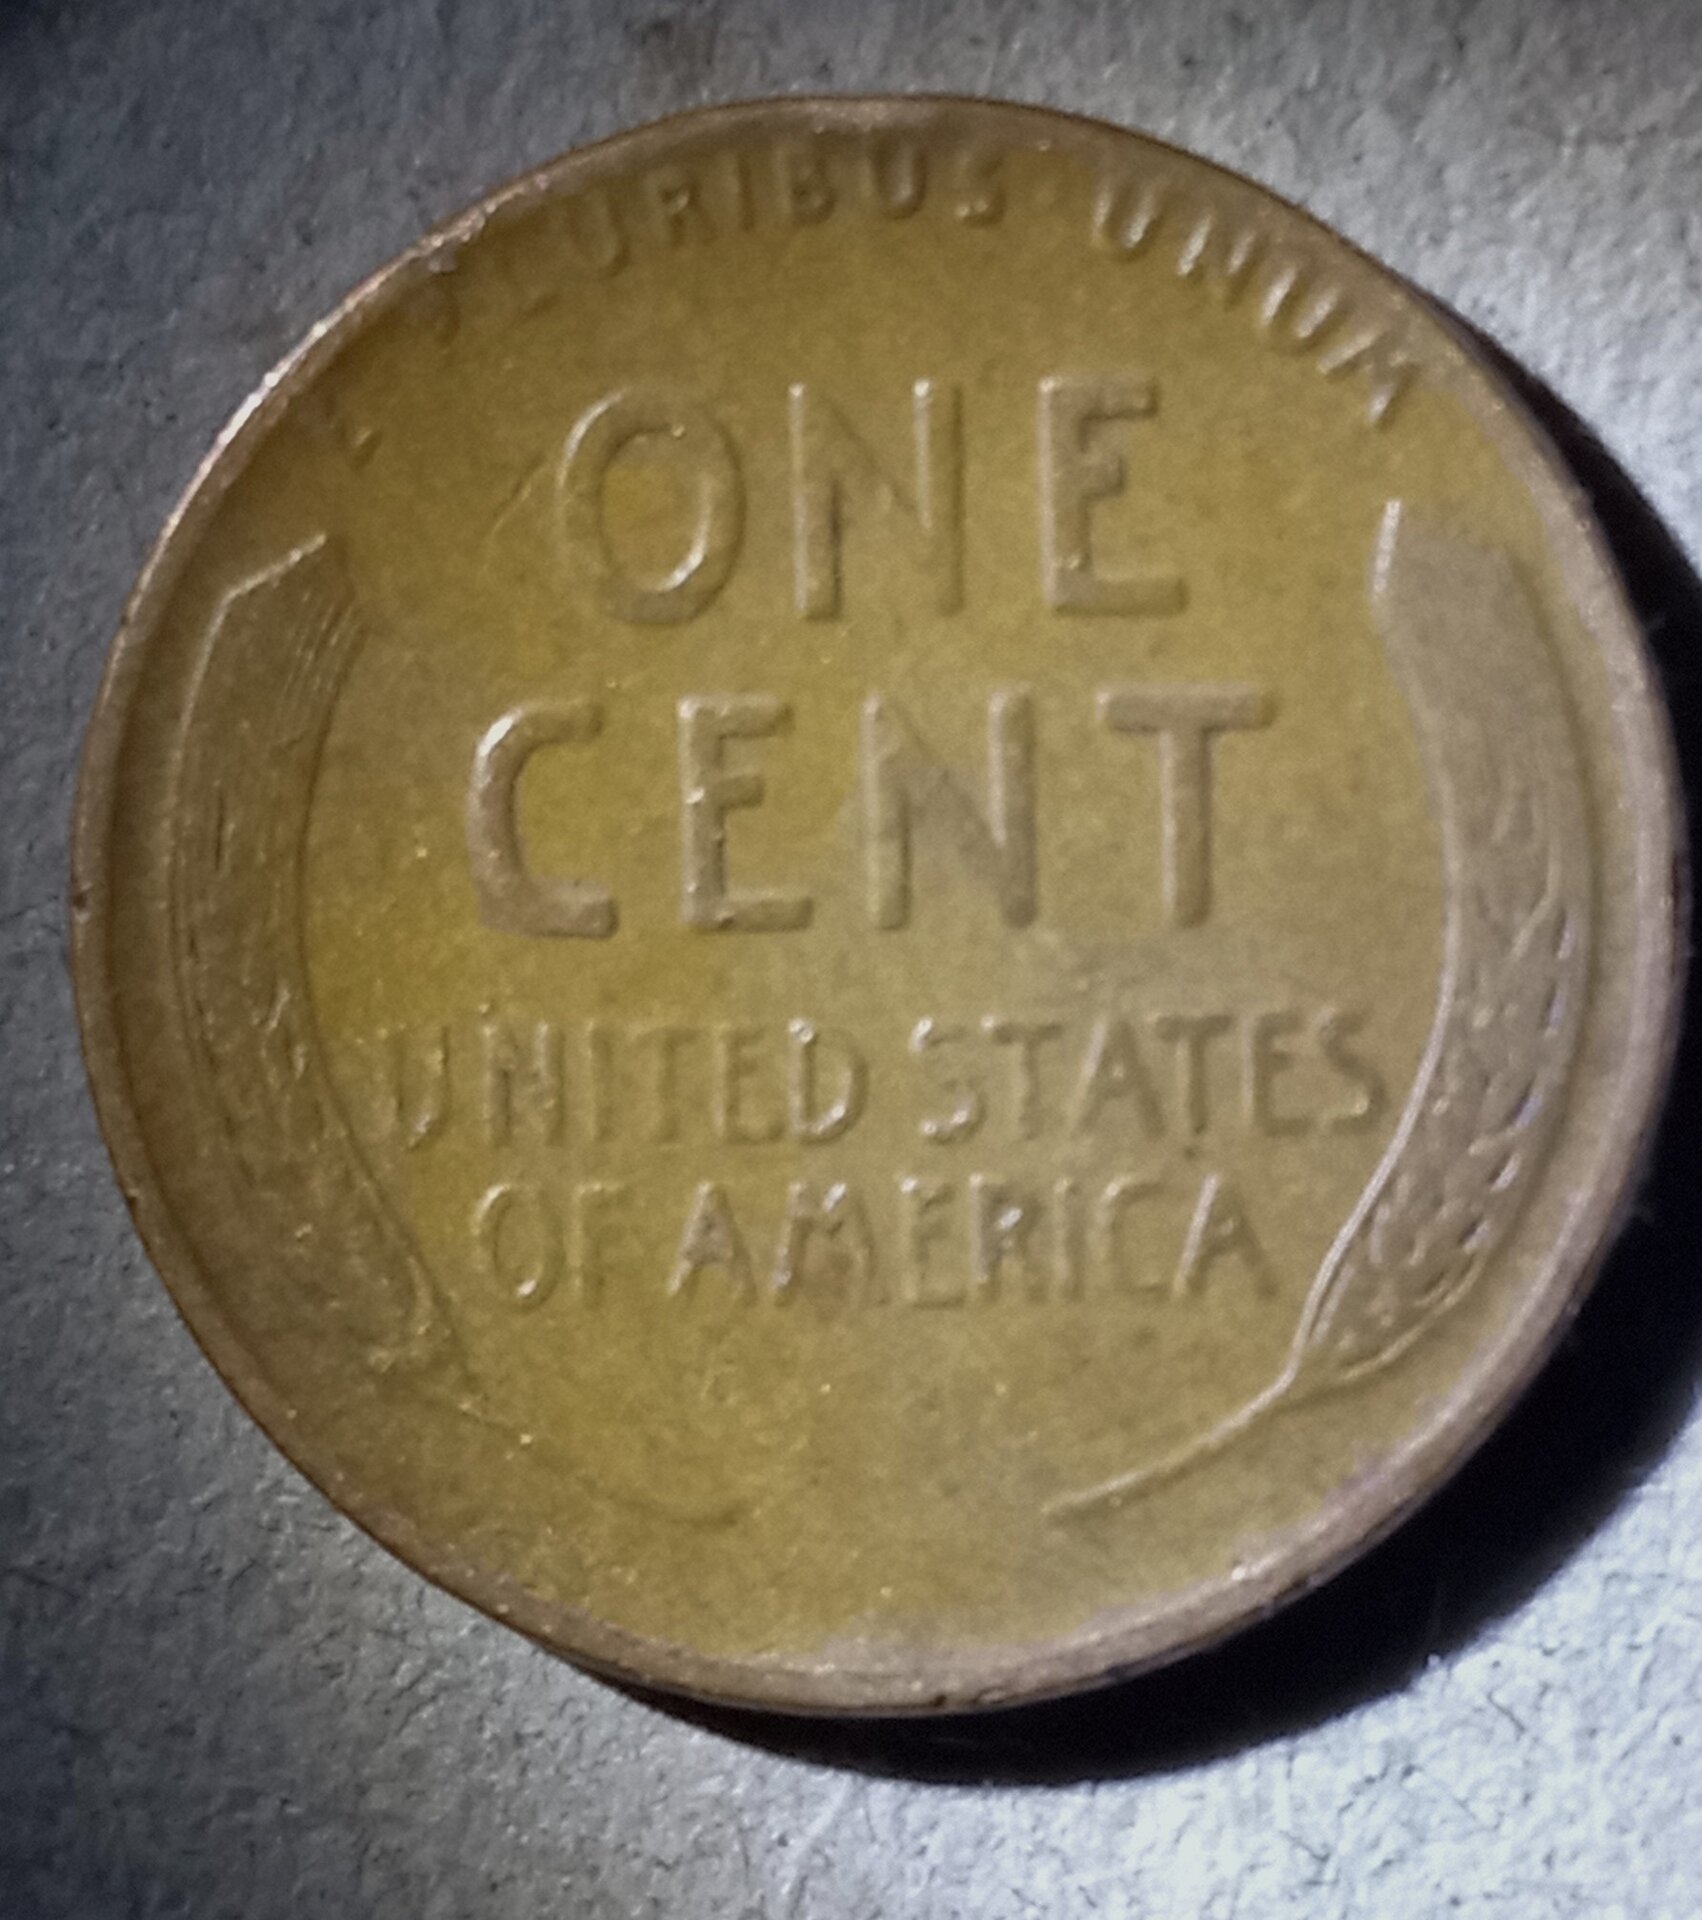 PLURIBUS · UNUM
ONE
CENT
UNITED STATES
OF AMERICA